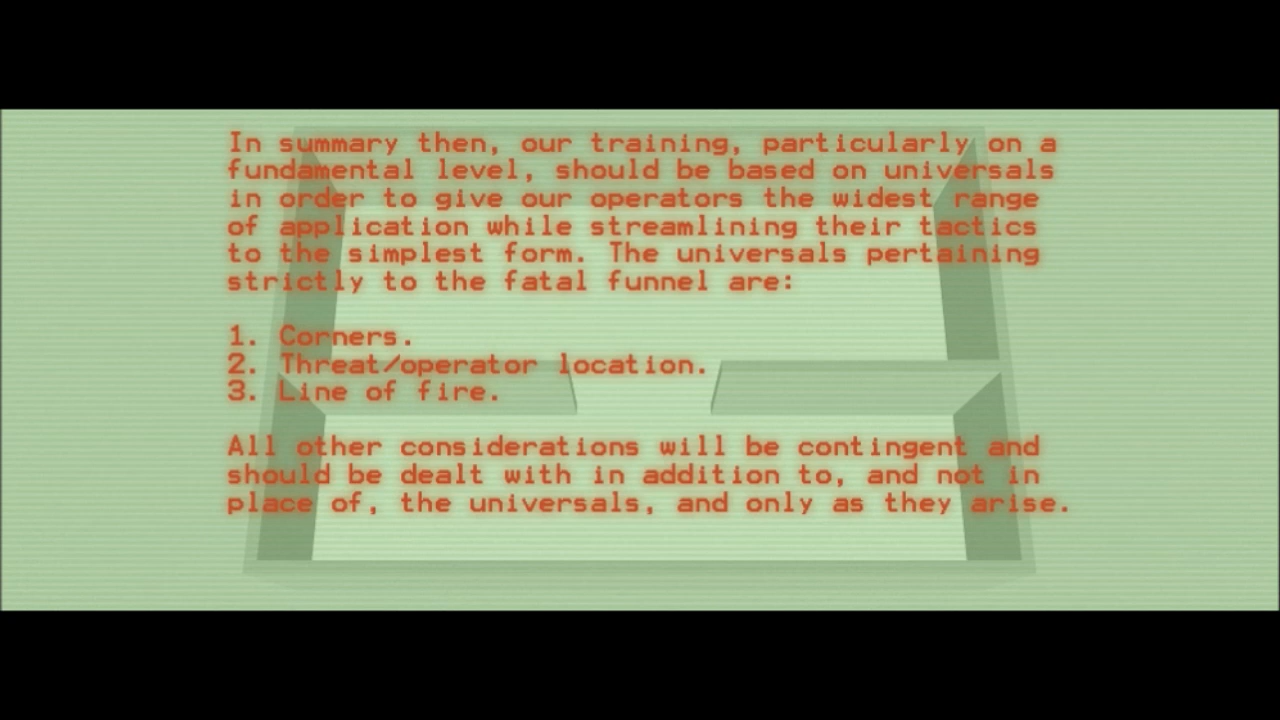 In summary then, our training, particularly on a
fundamental level, should be based on universals
in order to give our operators the widest range
of application while streamlining their tactics
to the simplest form. The universals pertaining
strictly to the fatal funnel are:
1. Corners.
2. Threat/operator location.
3. Line of fire.
All other considerations will be contingent and
should be dealt with in addition to, and not in
place of, the universals, and only as they arise.